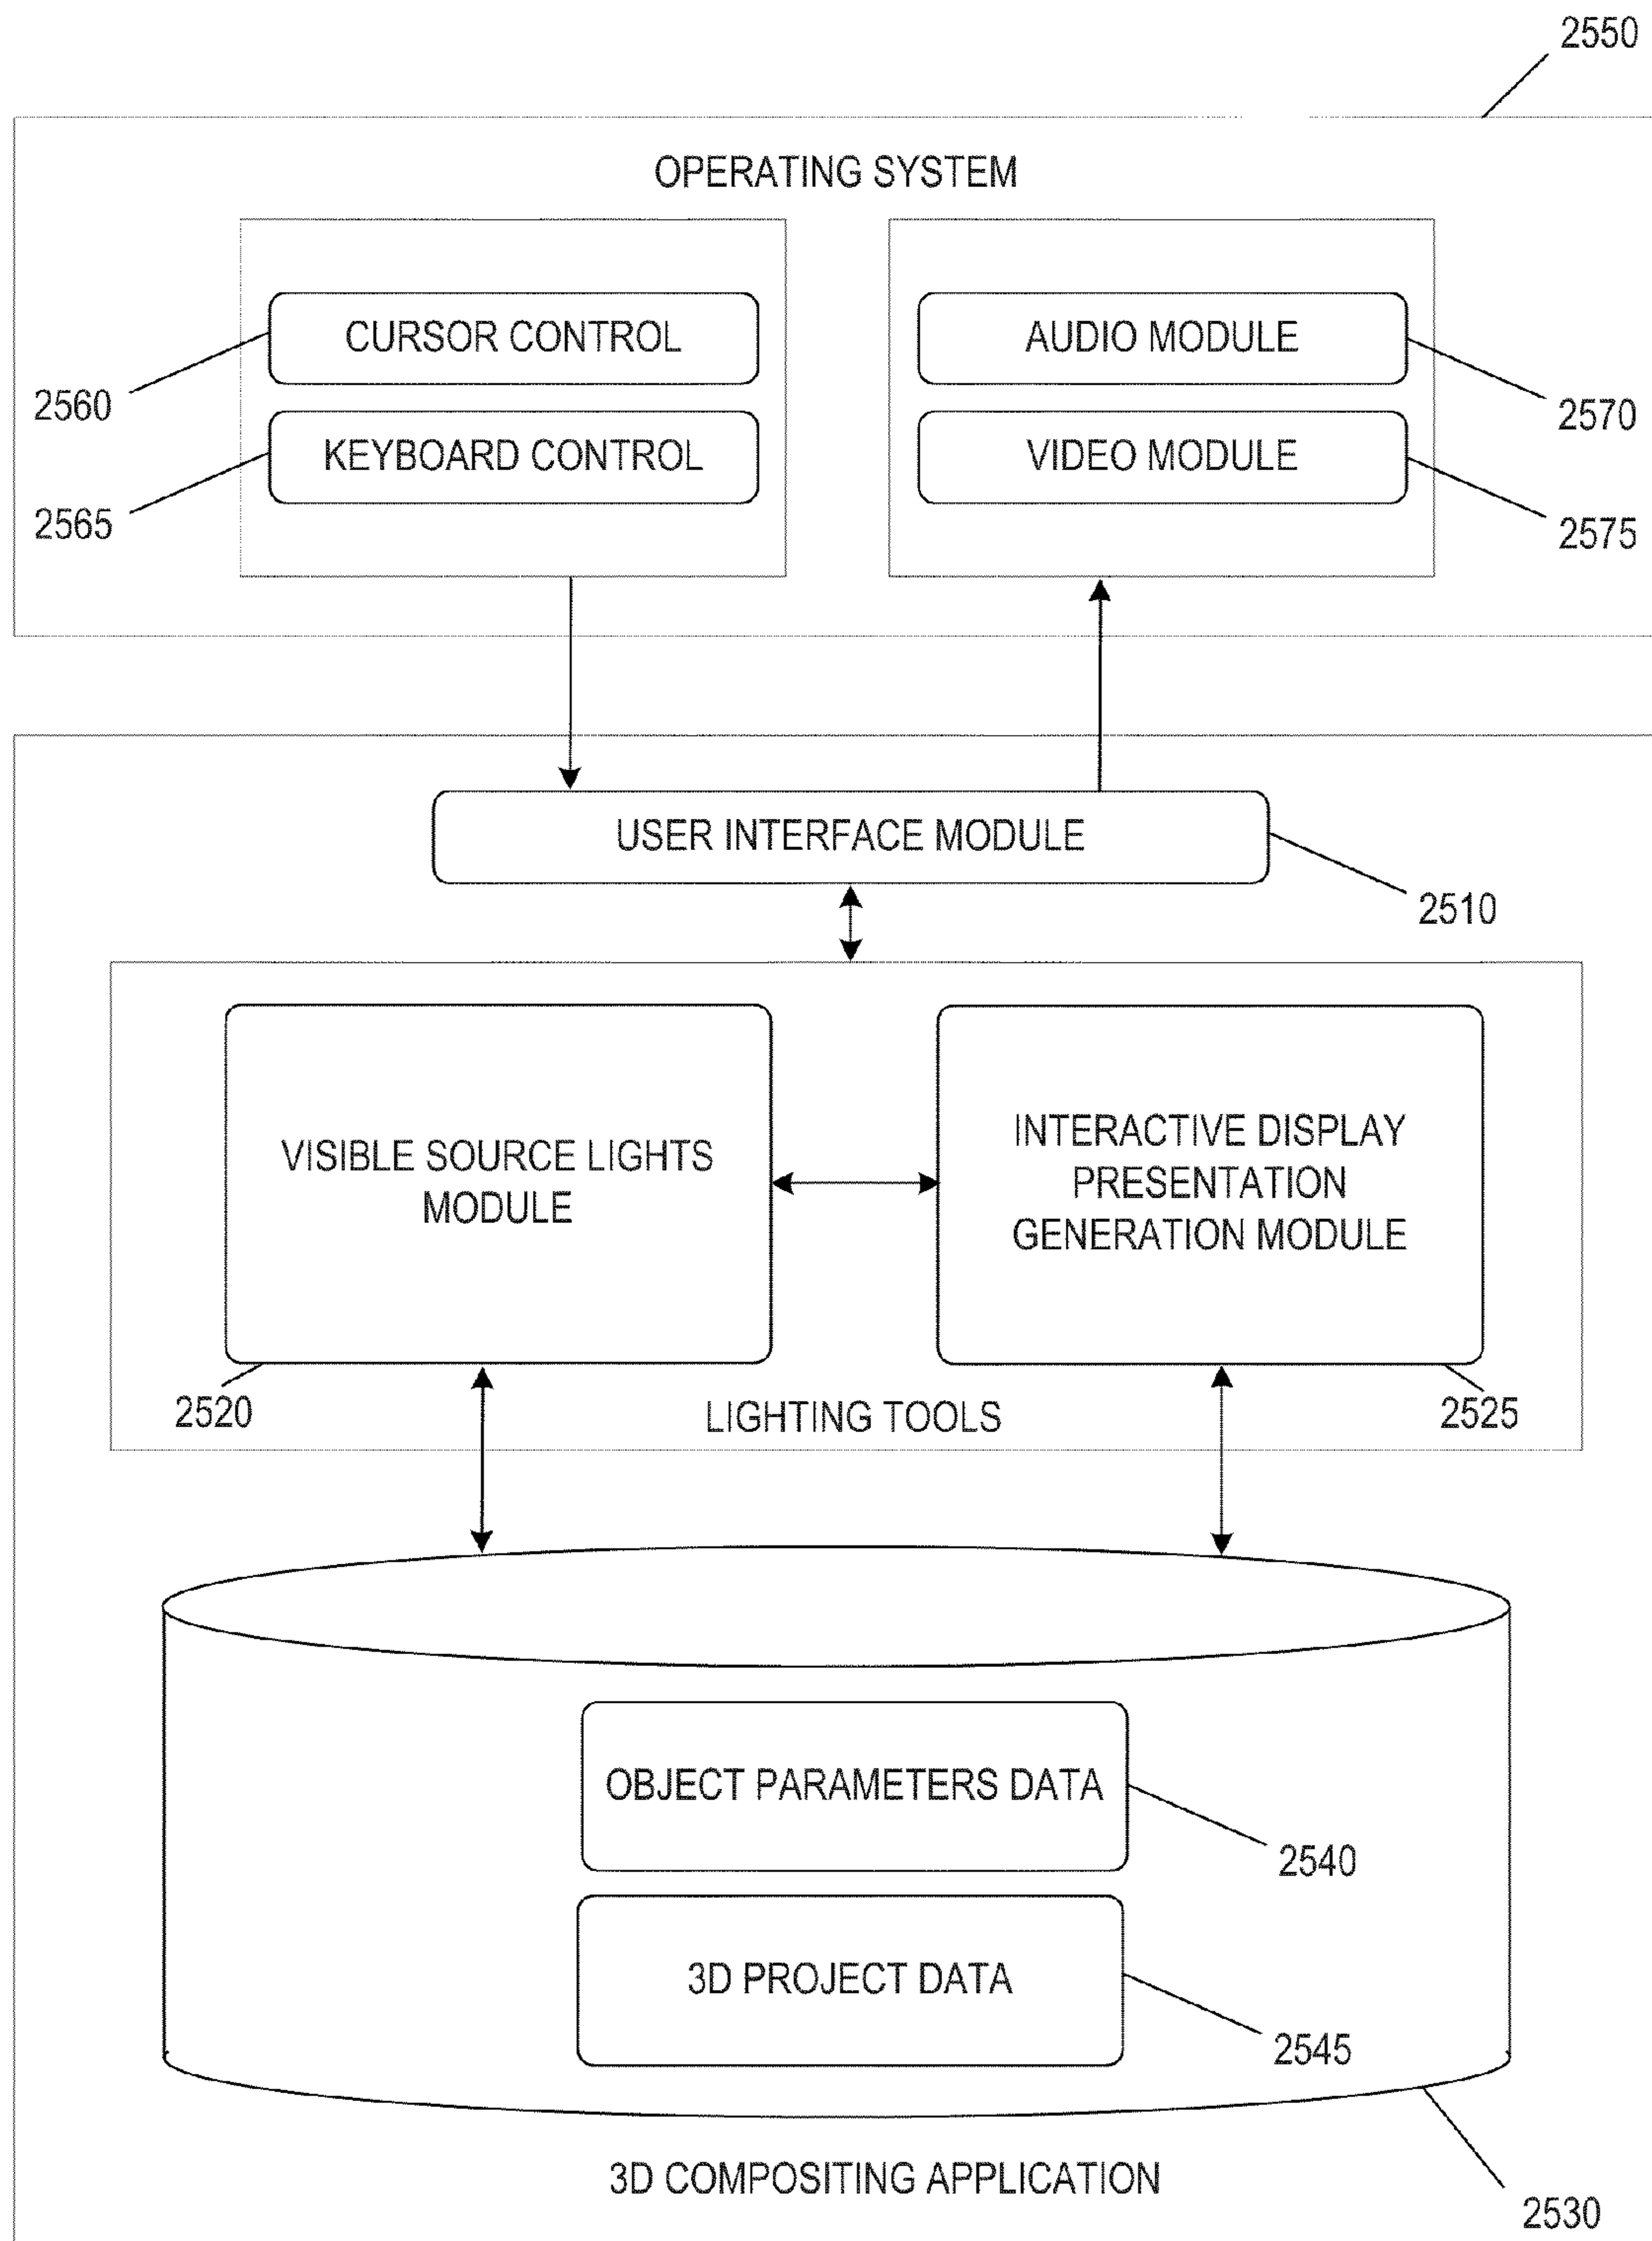 2550
OPERATING SYSTEM
CURSOR CONTROL
AUDIO MODULE
2560
2570
KEYBOARD CONTROL
VIDEO MODULE
2565
2575
USER INTERFACE MODULE
2510
VISIBLE SOURCE LIGHTS
MODULE
INTERACTIVE DISPLAY
PRESENTATION
GENERATION MODULE
2520
LIGHTING TOOLS
2525
OBJECT PARAMETERS DATA
2540
3D PROJECT DATA
2545
3D COMPOSITING APPLICATION
2530